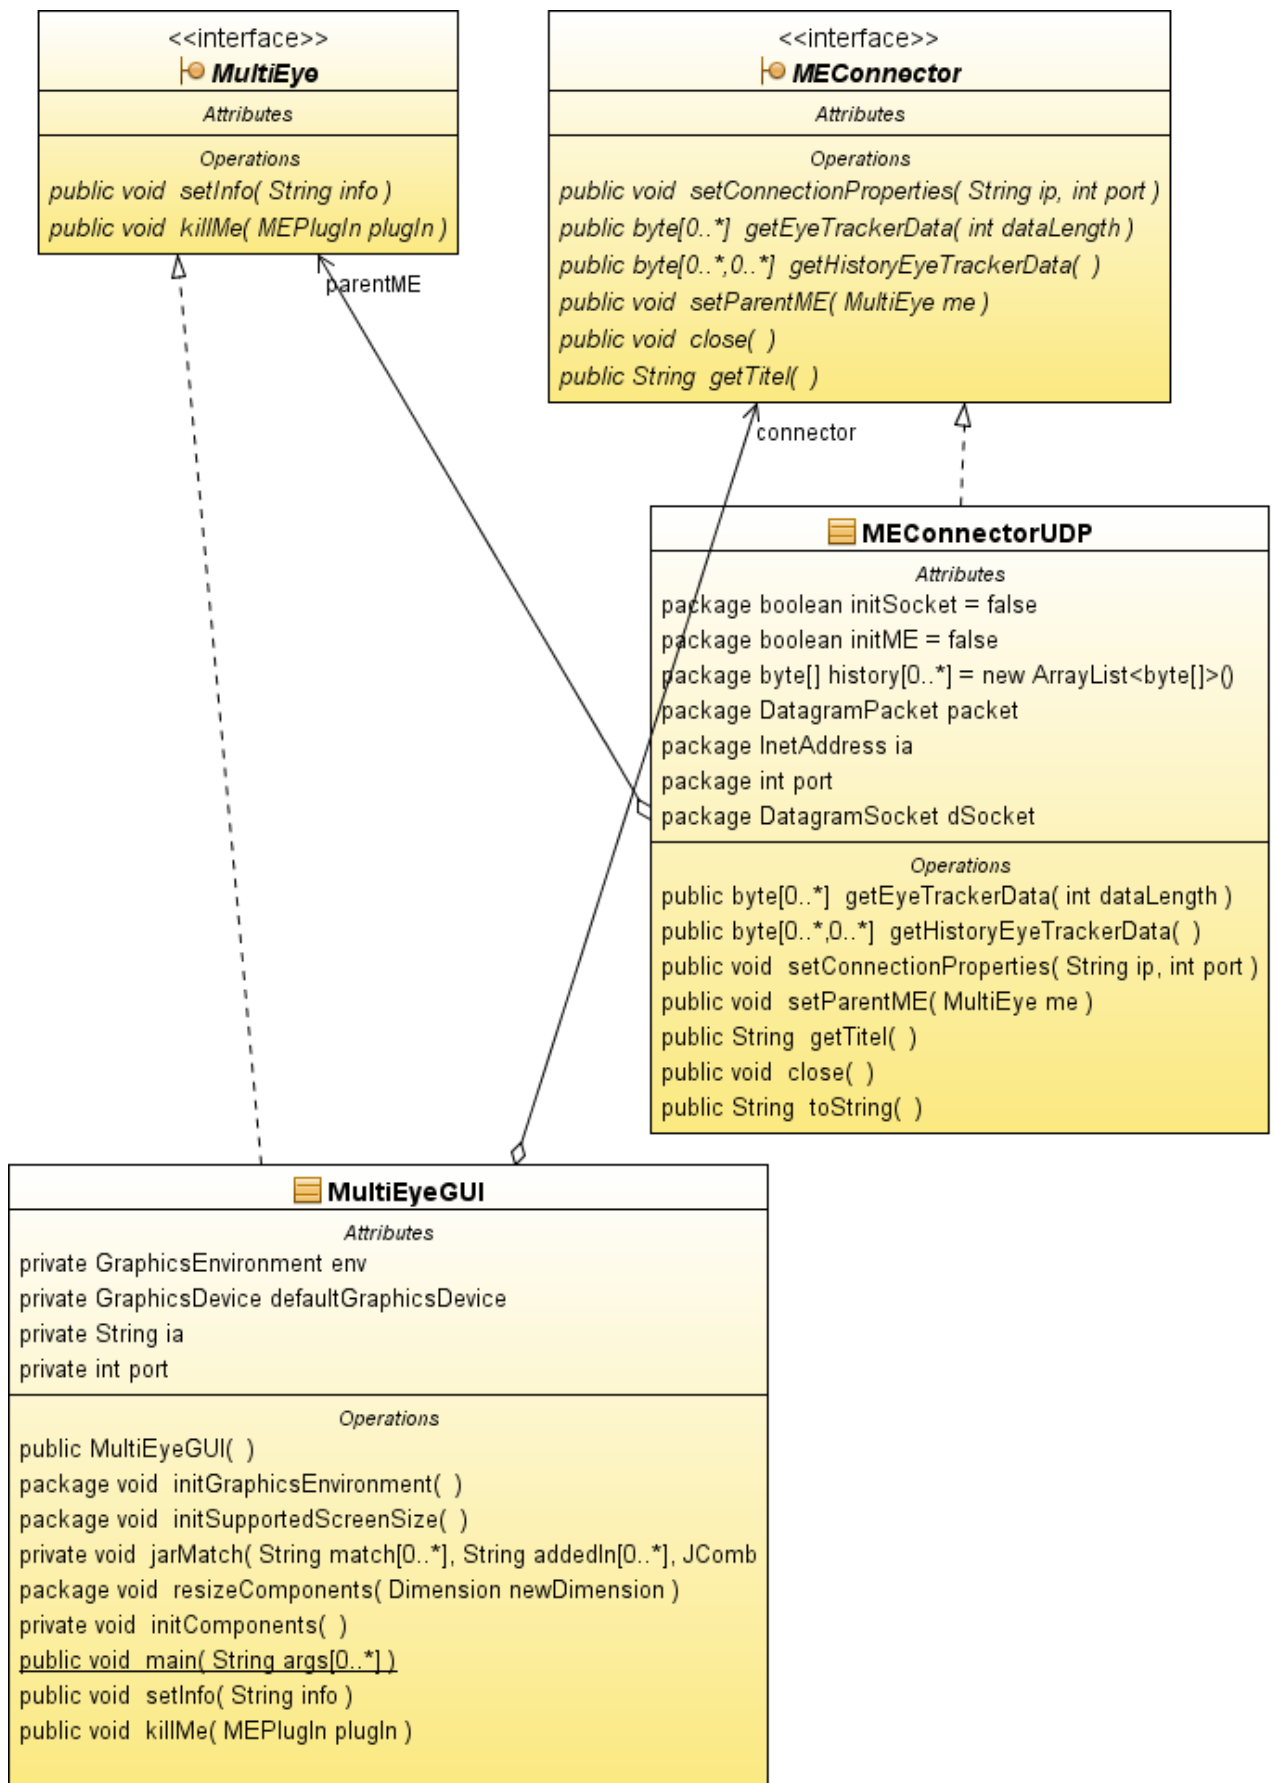 <<interface>>
MultiEye
Attributes
Operations
public void setInfo( String info )
public void killMe( MEPlugIn plugIn )
parentME
<<interface>>
MEConnector
Attributes
Operations
public void setConnectionProperties( String ip, int port )
public byte[0..*] getEyeTrackerData( int dataLength )
public byte[0..*,0..*] getHistoryEyeTrackerData( )
public void setParentME( MultiEye me )
public void close( )
public String getTitel( )
connector
MEConnectorUDP
Attributes
package boolean initSocket = false
package boolean initME = false
package byte[] history[0..*] = new ArrayList<byte[]>()
package DatagramPacket packet
package InetAddress ia
package int port
package DatagramSocket dSocket
Operations
public byte[0..*] getEyeTrackerData( int dataLength )
public byte[0..*,0..*] getHistoryEyeTrackerData( )
public void setConnectionProperties( String ip, int port )
public void setParentME( MultiEye me )
public String getTitel( )
public void close( )
public String toString( )
MultiEyeGUI
Attributes
private GraphicsEnvironment env
private GraphicsDevice defaultGraphicsDevice
private String ia
private int port
Operations
public MultiEyeGUI( )
package void initGraphicsEnvironment( )
package void initSupportedScreenSize( )
private void jarMatch( String match[0..*], String addedIn[0..*], JComb
package void resizeComponents( Dimension newDimension )
private void initComponents( )
public void main( String args[0..*] )
public void setInfo( String info )
public void killMe( MEPlugIn plugIn )